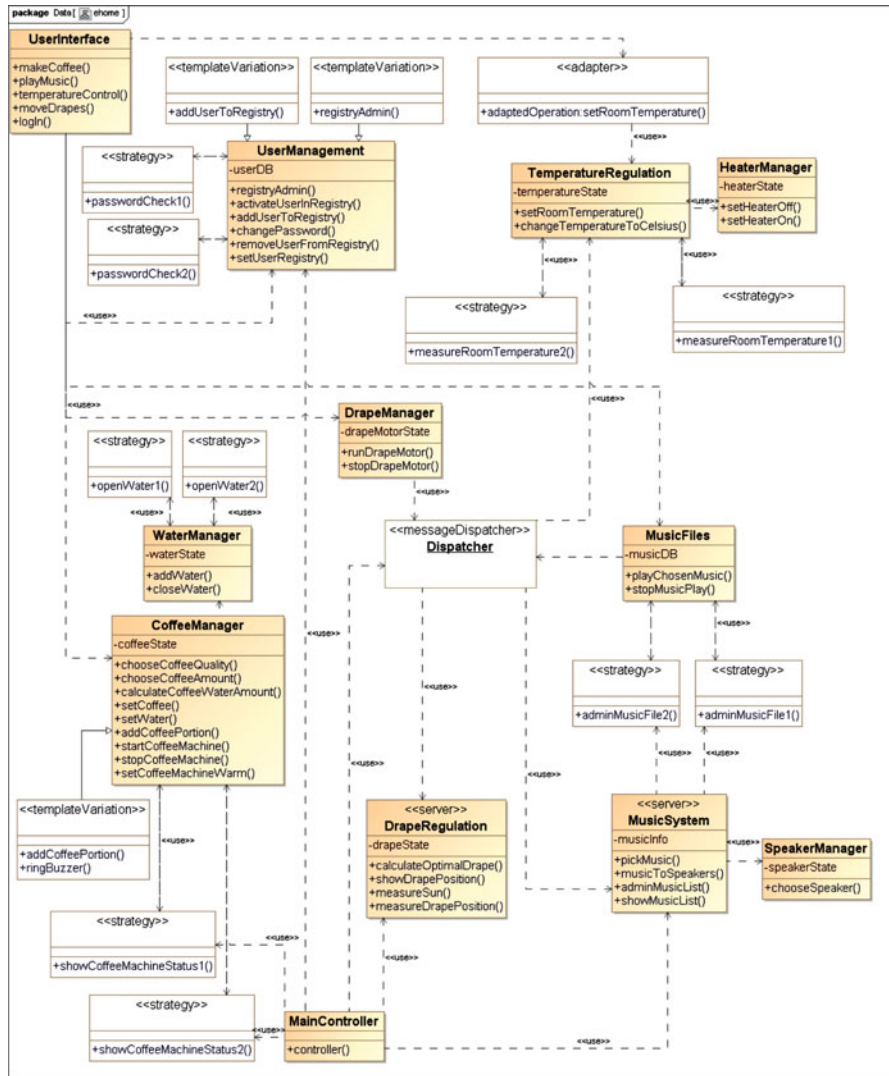 package Data[ ehome ]
UserInterface
+makeCoffee()
+playMusic()
+temperatureControl()
+moveDrapes()
+logIn()
<<templateVariation>>
+addUserToRegistry()
<<templateVariation>>
+registryAdmin()
<<adapter>>
+adaptedOperation:setRoomTemperature()
<<use>>
<<strategy>>
+passwordCheck1()
<<strategy>>
+passwordCheck2()
UserManagement
-userDB
+registryAdmin()
+activateUserInRegistry()
+addUserToRegistry()
+changePassword()
+removeUserFromRegistry()
+setUserRegistry()
<<use>>
TemperatureRegulation
-temperatureState
+setRoomTemperature()
+changeTemperatureToCelsius()
<<use>>
HeaterManager
-heaterState
+setHeaterOff()
+setHeaterOn()
<<use>>
<<use>>
<<strategy>>
+measureRoomTemperature2()
<<strategy>>
+measureRoomTemperature1()
<<use>>
<<use>>
DrapeManager
-drapeMotorState
+runDrapeMotor()
+stopDrapeMotor()
<<strategy>>
+openWater1()
<<strategy>>
+openWater2()
<<use>>
<<use>>
WaterManager
-waterState
+addWater()
+closeWater()
<<messageDispatcher>>
Dispatcher
MusicFiles
-musicDB
+playChosenMusic()
+stopMusicPlay()
<<use>>
<<use>>
CoffeeManager
-coffeeState
+chooseCoffeeQuality()
+chooseCoffeeAmount()
+calculateCoffeeWaterAmount()
+setCoffee()
+setWater()
+addCoffeePortion()
+startCoffeeMachine()
+stopCoffeeMachine()
+setCoffeeMachineWarm()
<<strategy>>
+adminMusicFile2()
<<strategy>>
+adminMusicFile1()
<<use>>
<<use>>
<<use>>
<<templateVariation>>
+addCoffeePortion()
+ringBuzzer()
<<use>>
<<server>>
DrapeRegulation
-drapeState
+calculateOptimalDrape()
+showDrapePosition()
+measureSun()
+measureDrapePosition()
<<server>>
MusicSystem
-musicInfo
+pickMusic()
+musicToSpeakers()
+adminMusicList()
+showMusicList()
<<use>>
SpeakerManager
-speakerState
+chooseSpeaker()
<<strategy>>
+showCoffeeMachineStatus1()
<<use>>
<<use>>
<<strategy>>
+showCoffeeMachineStatus2()
<<use>>
MainController
+controller()
<<use>>